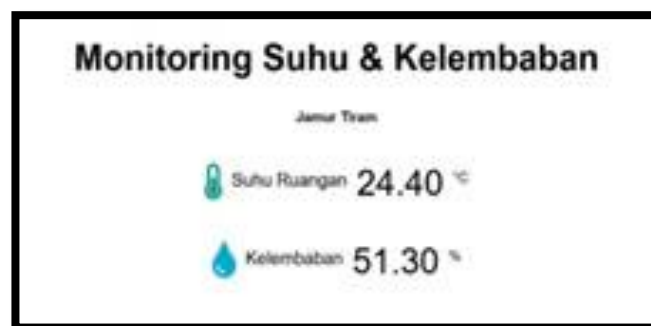 Monitoring Suhu & Kelembaban
Jamur Tiram
Suhu Ruangan 24.40 °C
Kelembaban 51.30 %